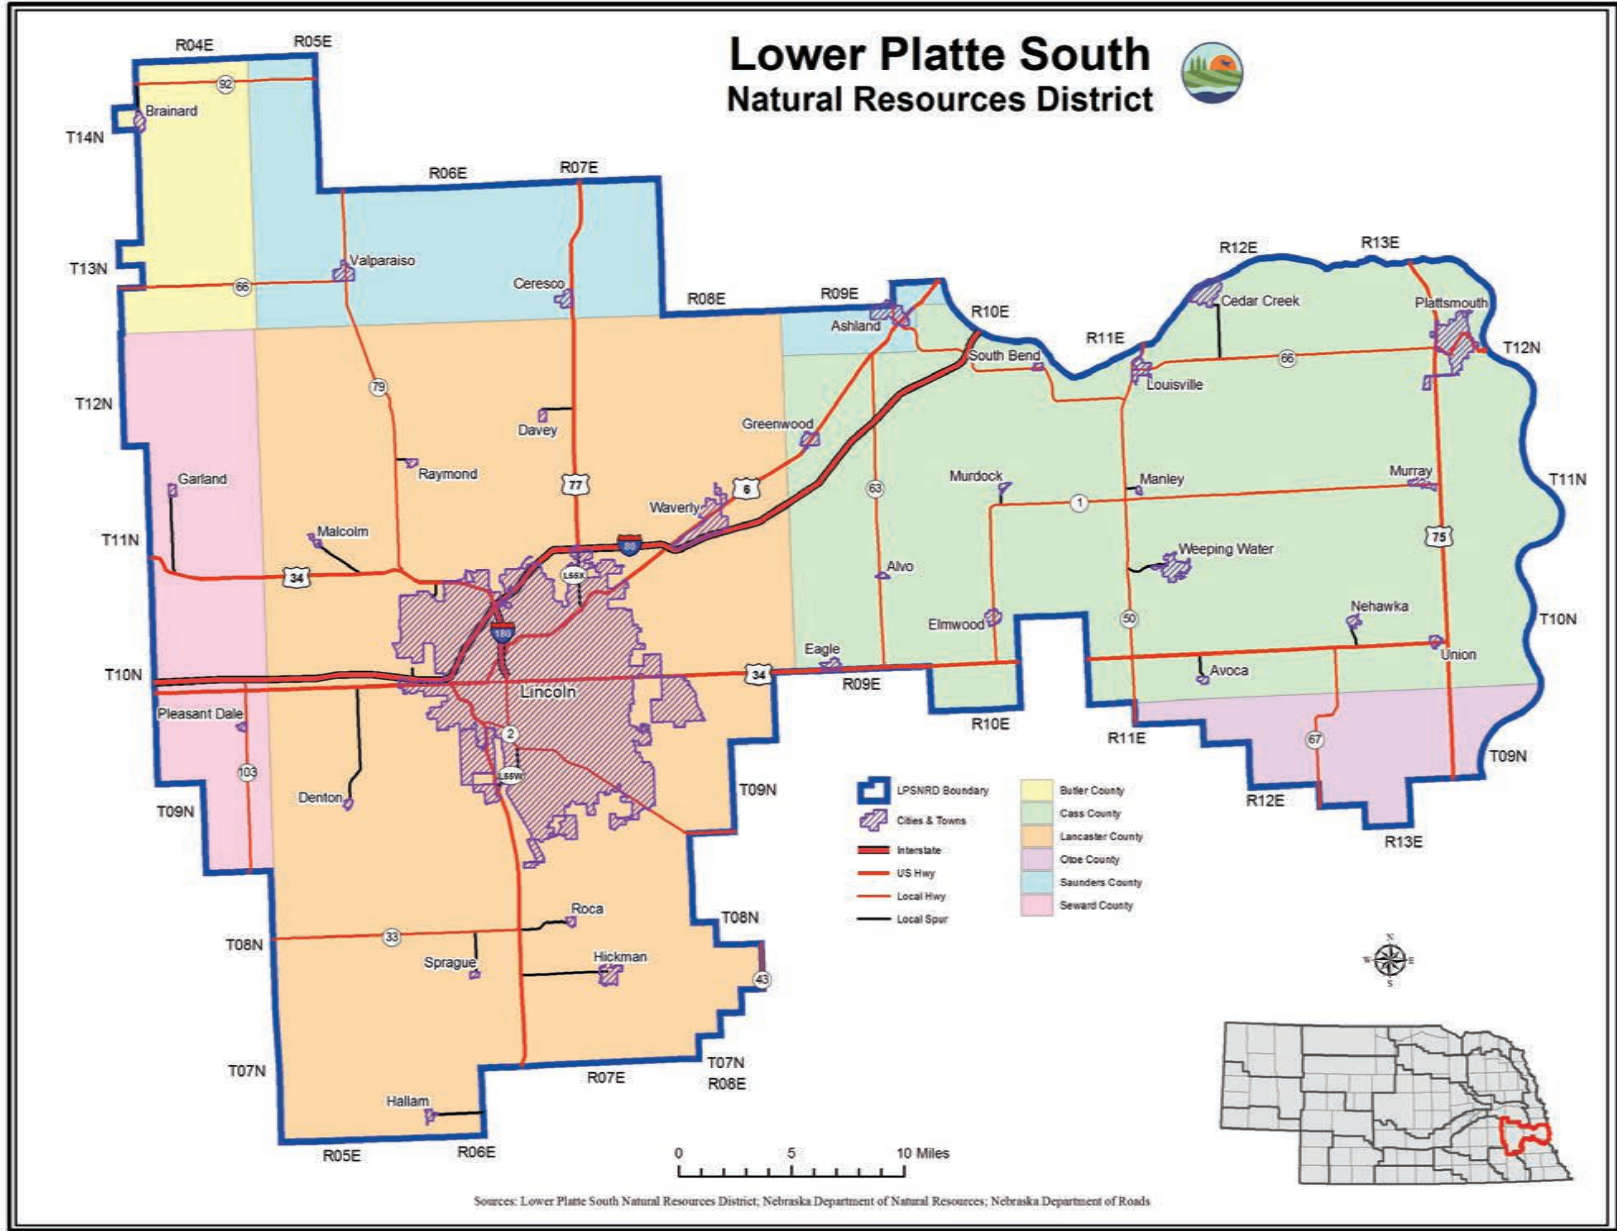 Lower Platte South
Natural Resources District
R04E
R05E
92
Brainard
T14N
R06E
R07E
R12E
R13E
Valparaiso
T13N
Ceresco
66
R08E
R09E
Ashland
R10E
Cedar Creek
Plattsmouth
R11E
South Bend
66
T12N
Louisville
79
T12N
Davey
Greenwood
Raymond
Garland
77
6
63
Murdock
Manley
Murray
T11N
1
Waverly
Malcolm
T11N
80
75
34
L55X
Alvo
Weeping Water
180
Elmwood
50
Nehawka
T10N
T10N
Eagle
34
R09E
Avoca
Union
Lincoln
Pleasant Dale
2
R10E
R11E
67
T09N
103
L55W
Denton
T09N
T09N
R12E
R13E
LPSNRD Boundary
Cities & Towns
Interstate
US Hwy
Local Hwy
Local Spur
Butler County
Cass County
Lancaster County
Otoe County
Saunders County
Seward County
Roca
T08N
T08N
33
Sprague
Hickman
43
N
W E
S
T07N
R07E
T07N
R08E
Hallam
R05E
R06E
0 5 10 Miles
Sources: Lower Platte South Natural Resources District; Nebraska Department of Natural Resources; Nebraska Department of Roads